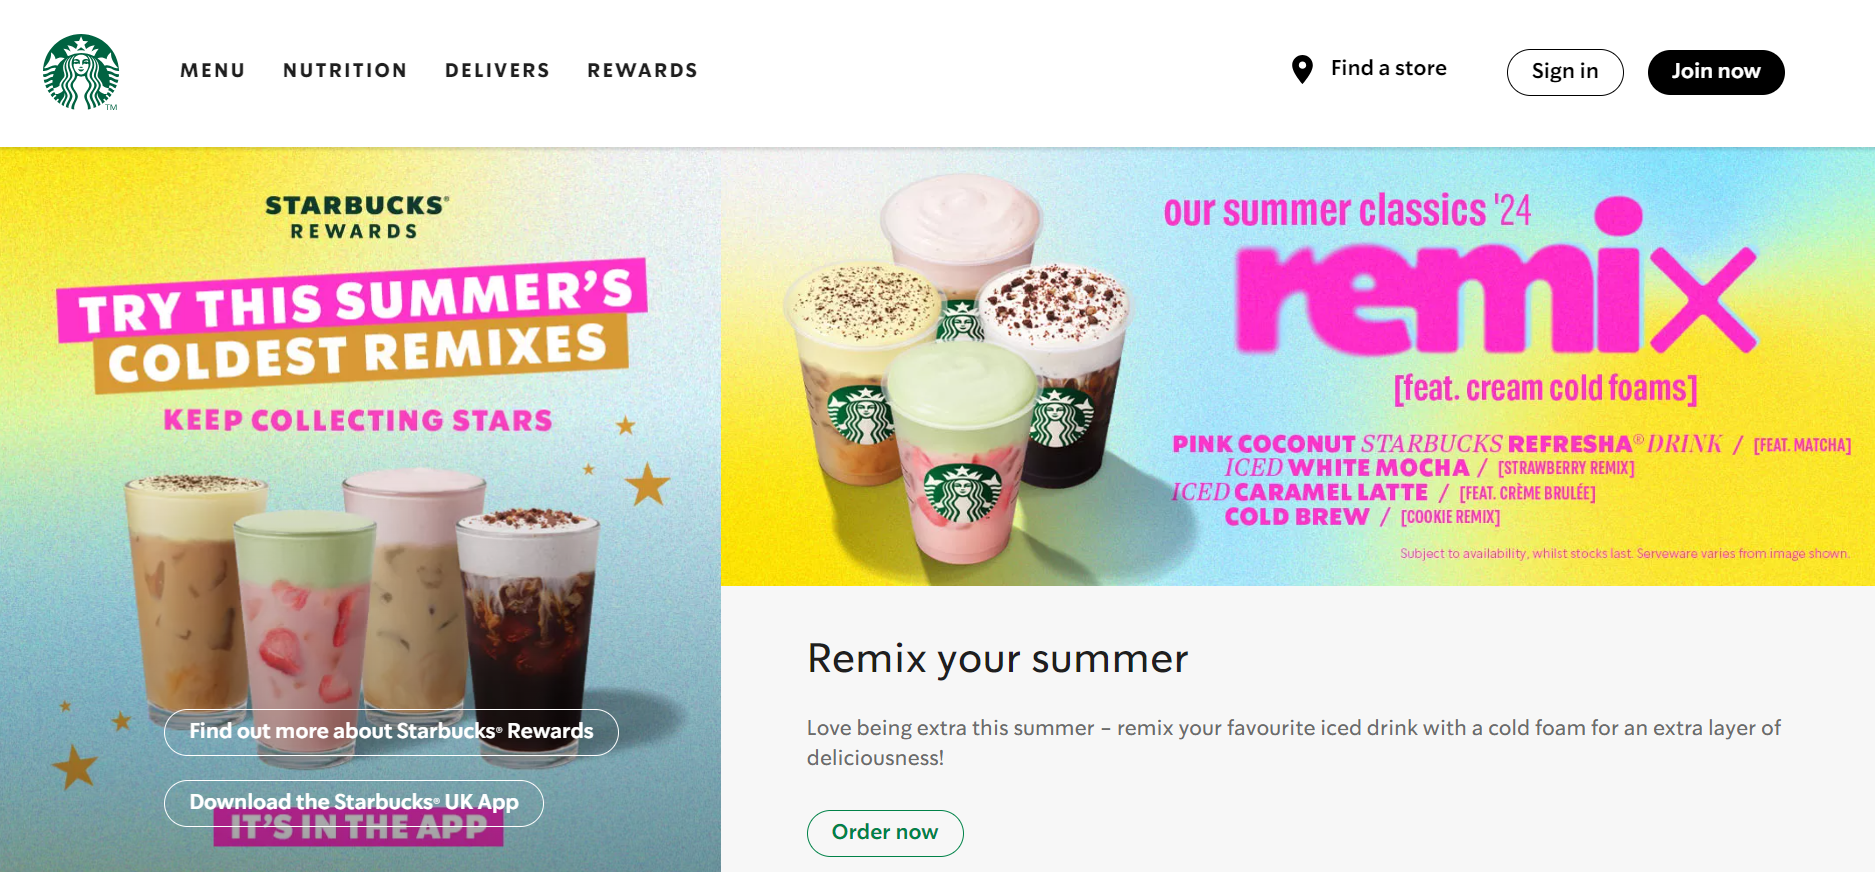 TM
MENU NUTRITION DELIVERS REWARDS
Find a store
Sign in
Join now
STARBUCKS®
REWARDS
TRY THIS SUMMER'S
COLDEST REMIXES
KEEP COLLECTING STARS
Find out more about Starbucks® Rewards
Download the Starbucks® UK App
IT'S IN THE APP
our summer classics '24
remix
[feat. cream cold foams]
PINK COCONUT STARBUCKS REFRESHA® DRINK / [FEAT. MATCHA]
ICED WHITE MOCHA / [STRAWBERRY REMIX]
ICED CARAMEL LATTE / [FEAT. CRÈME BRULÉE]
COLD BREW / [COOKIE REMIX]
Subject to availability, whilst stocks last. Serveware varies from image shown.
Remix your summer
Love being extra this summer – remix your favourite iced drink with a cold foam for an extra layer of
deliciousness!
Order now